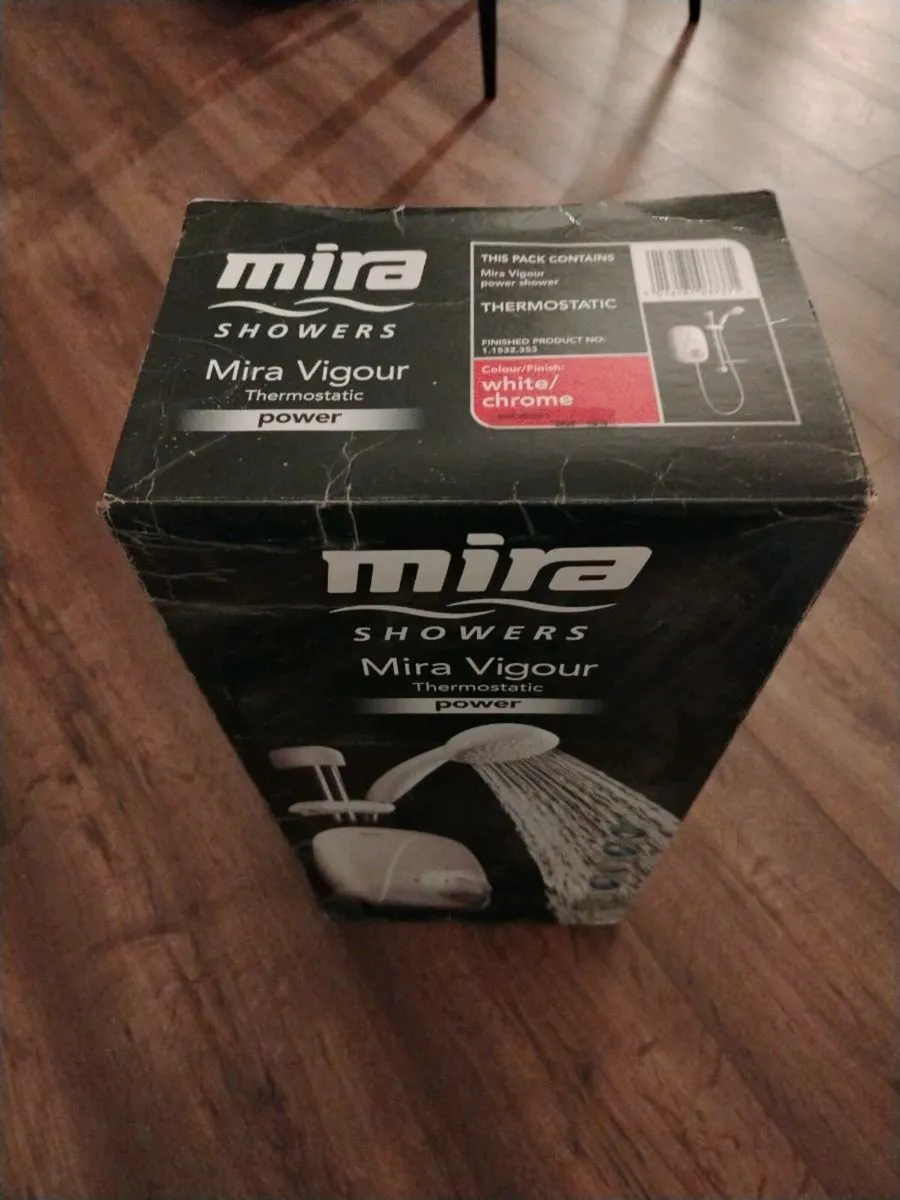 mira
SHOWERS
Mira Vigour
Thermostatic
power
THIS PACK CONTAINS
Mira Vigour
power shower
THERMOSTATIC
FINISHED PRODUCT NO:
1.1532.353
Colour/Finish:
white/
chrome
mira
SHOWERS
Mira Vigour
Thermostatic
power